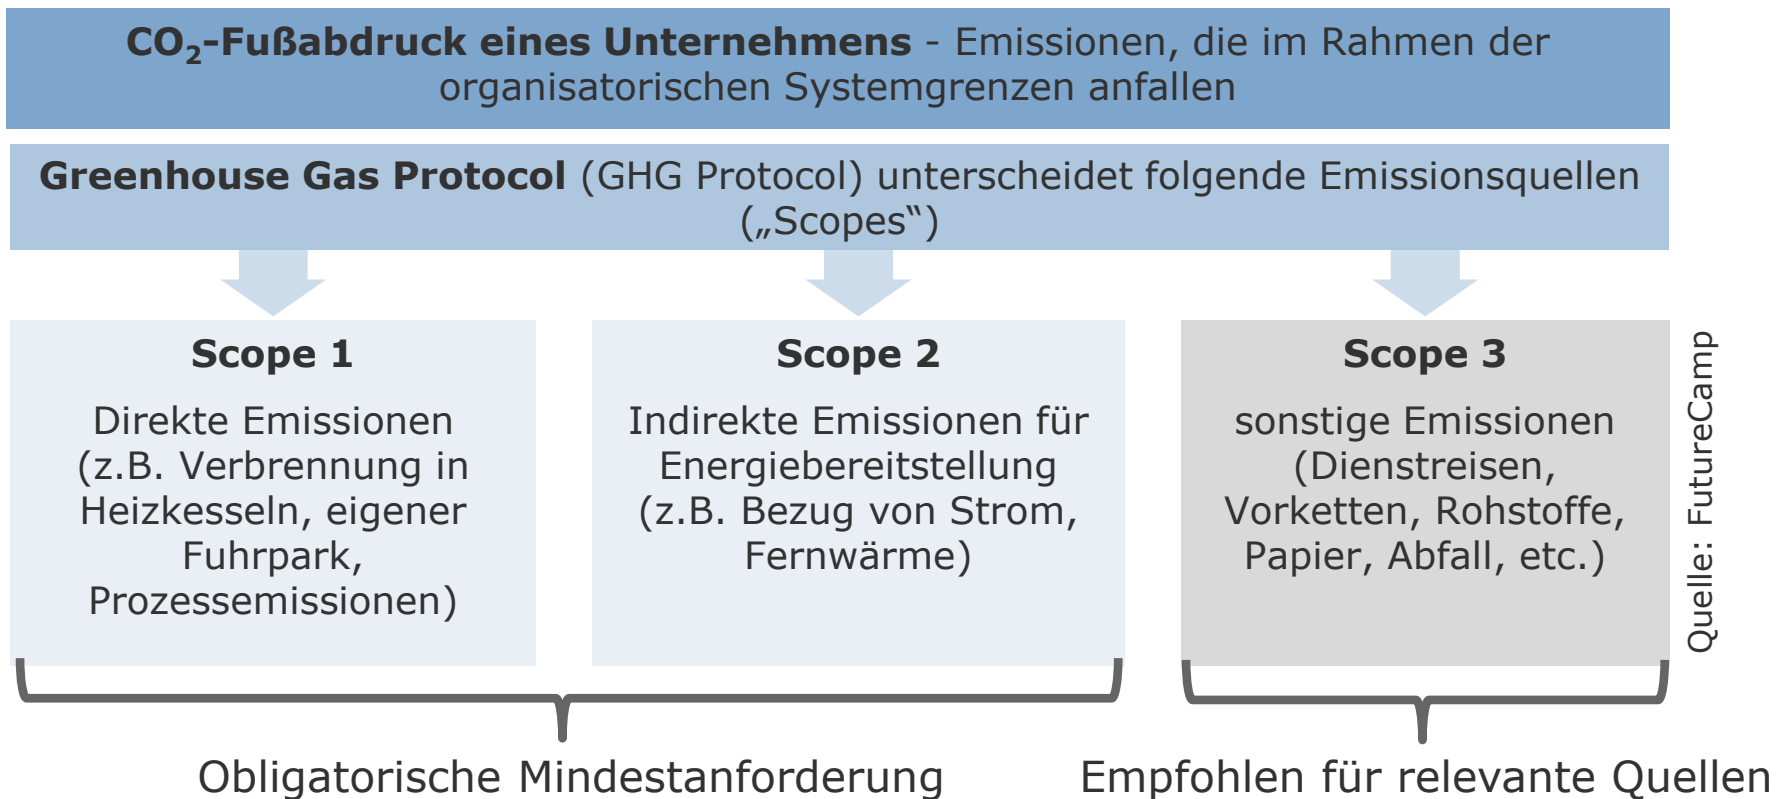 CO₂-Fußabdruck eines Unternehmens - Emissionen, die im Rahmen der
organisatorischen Systemgrenzen anfallen
Greenhouse Gas Protocol (GHG Protocol) unterscheidet folgende Emissionsquellen
(„Scopes“)
Scope 1
Direkte Emissionen
(z.B. Verbrennung in
Heizkesseln, eigener
Fuhrpark,
Prozessemissionen)
Scope 2
Indirekte Emissionen für
Energiebereitstellung
(z.B. Bezug von Strom,
Fernwärme)
Scope 3
sonstige Emissionen
(Dienstreisen,
Vorketten, Rohstoffe,
Papier, Abfall, etc.)
Quelle: FutureCamp
Obligatorische Mindestanforderung
Empfohlen für relevante Quellen